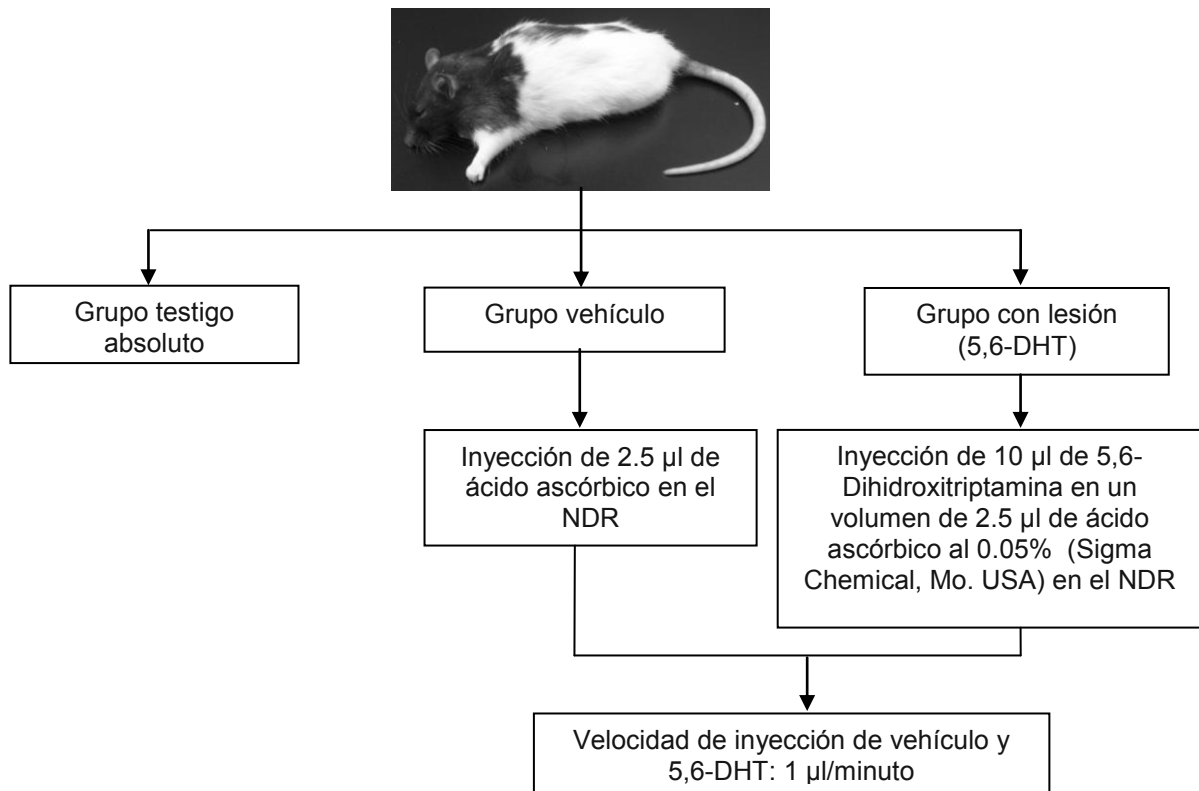 Grupo testigo
absoluto
Grupo vehículo
Grupo con lesión
(5,6-DHT)
Inyección de 2.5 µl de
ácido ascórbico en el
NDR
Inyección de 10 µl de 5,6-
Dihidroxitriptamina en un
volumen de 2.5 µl de ácido
ascórbico al 0.05% (Sigma
Chemical, Mo. USA) en el NDR
Velocidad de inyección de vehículo y
5,6-DHT: 1 µl/minuto